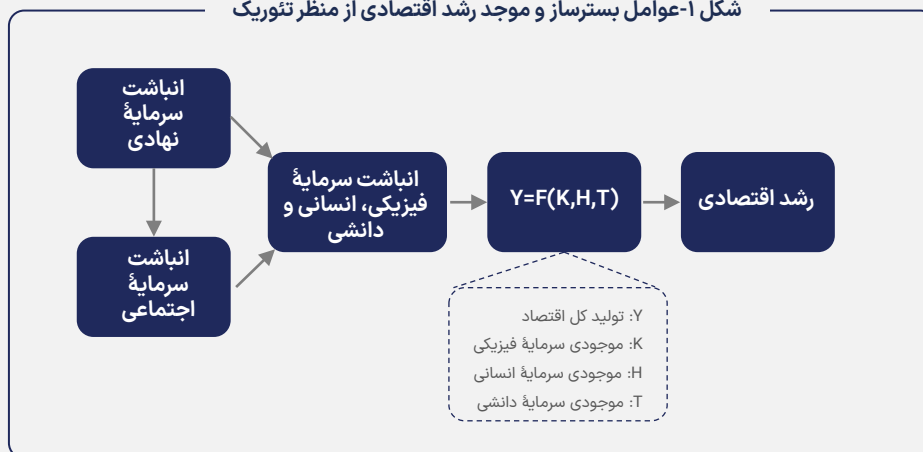 شکل ۱-عوامل بسترساز و موجد رشد اقتصادی از منظر تئوریک
انباشت
سرمایهٔ
نهادی
انباشت
سرمایهٔ
اجتماعی
انباشت سرمایهٔ
فیزیکی، انسانی و
دانشی
Y=F(K,H,T)
رشد اقتصادی
Y: تولید کل اقتصاد
K: موجودی سرمایهٔ فیزیکی
H: موجودی سرمایهٔ انسانی
T: موجودی سرمایهٔ دانشی